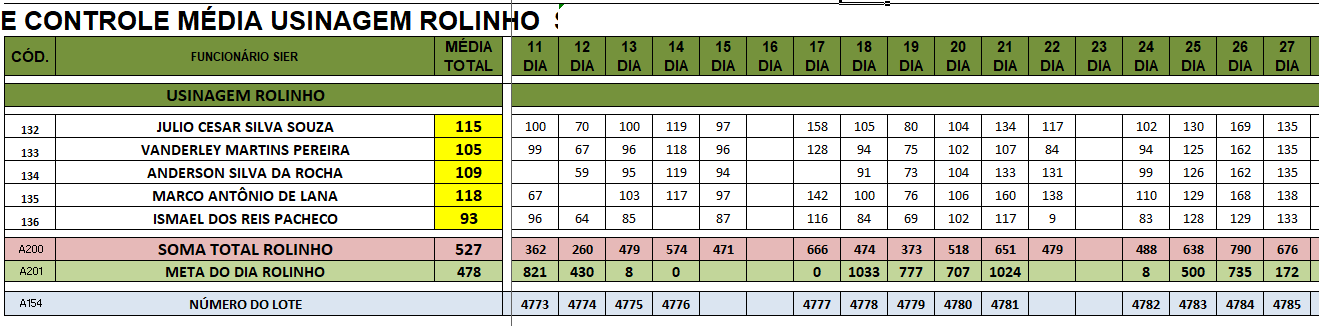 E CONTROLE MÉDIA USINAGEM ROLINHO
CÓD. FUNCIONÁRIO SIER MÉDIA TOTAL 11 DIA 12 DIA 13 DIA 14 DIA 15 DIA 16 DIA 17 DIA 18 DIA 19 DIA 20 DIA 21 DIA 22 DIA 23 DIA 24 DIA 25 DIA 26 DIA 27 DIA
USINAGEM ROLINHO
132 JULIO CESAR SILVA SOUZA 115 100 70 100 119 97 158 105 80 104 134 117 102 130 169 135
133 VANDERLEY MARTINS PEREIRA 105 99 67 96 118 96 128 94 75 102 107 84 94 125 162 135
134 ANDERSON SILVA DA ROCHA 109 59 95 119 94 91 73 104 133 131 99 126 162 135
135 MARCO ANTÔNIO DE LANA 118 67 103 117 97 142 100 76 106 160 138 110 129 168 138
136 ISMAEL DOS REIS PACHECO 93 96 64 85 87 116 84 69 102 117 9 83 128 129 133
A200 SOMA TOTAL ROLINHO 527 362 260 479 574 471 666 474 373 518 651 479 488 638 790 676
A201 META DO DIA ROLINHO 478 821 430 8 0 0 1033 777 707 1024 8 500 735 172
A154 NÚMERO DO LOTE 4773 4774 4775 4776 4777 4778 4779 4780 4781 4782 4783 4784 4785